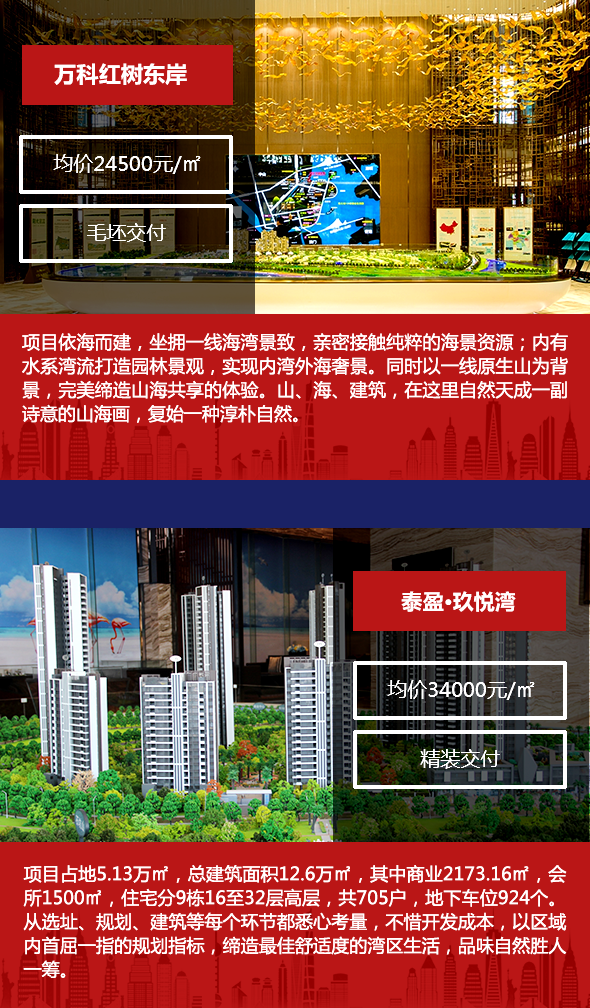 万科红树东岸
均价24500元/㎡
毛坯交付
项目依海而建，坐拥一线海湾景致，亲密接触纯粹的海景资源；内有
水系湾流打造园林景观，实现内湾外海奢景。同时以一线原生山为背
景，完美缔造山海共享的体验。山、海、建筑，在这里自然天成一副
诗意的山海画，复始一种淳朴自然。
泰盈·玖悦湾
均价34000元/㎡
精装交付
项目占地5.13万㎡，总建筑面积12.6万㎡，其中商业2173.16㎡，会
所1500㎡，住宅分9栋16至32层高层，共705户，地下车位924个。
从选址、规划、建筑等每个环节都悉心考量，不惜开发成本，以区域
内首屈一指的规划指标，缔造最佳舒适度的湾区生活，品味自然胜人
一筹。